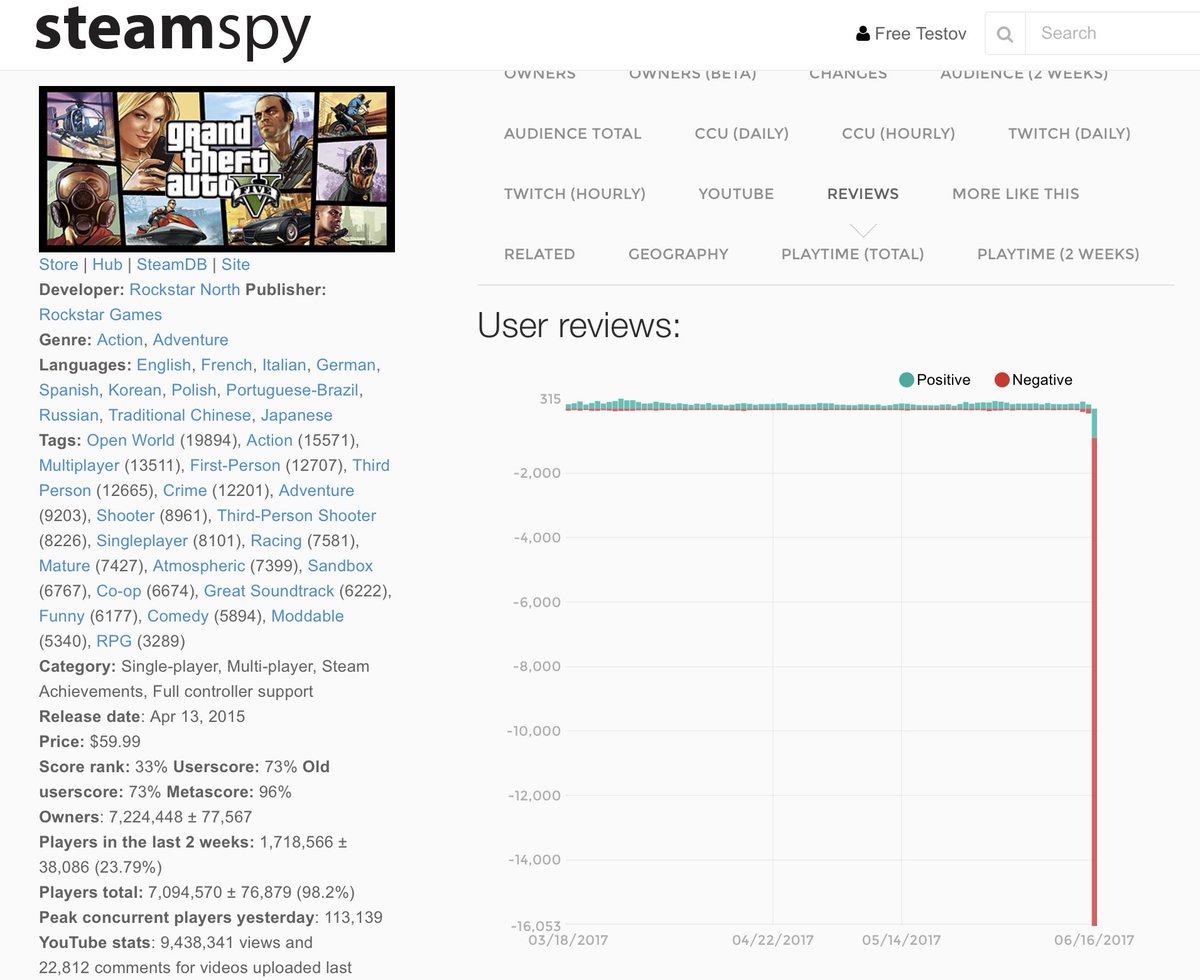 steamspy
Free Testov
Search
OWNERS OWNERS (BETA) CHANGES AUDIENCE (2 WEEKS)
AUDIENCE TOTAL CCU (DAILY) CCU (HOURLY) TWITCH (DAILY)
TWITCH (HOURLY) YOUTUBE REVIEWS MORE LIKE THIS
RELATED GEOGRAPHY PLAYTIME (TOTAL) PLAYTIME (2 WEEKS)
grand
theft
auto V
FIVE
Store | Hub | SteamDB | Site
Developer: Rockstar North Publisher:
Rockstar Games
Genre: Action, Adventure
Languages: English, French, Italian, German,
Spanish, Korean, Polish, Portuguese-Brazil,
Russian, Traditional Chinese, Japanese
Tags: Open World (19894), Action (15571),
Multiplayer (13511), First-Person (12707), Third
Person (12665), Crime (12201), Adventure
(9203), Shooter (8961), Third-Person Shooter
(8226), Singleplayer (8101), Racing (7581),
Mature (7427), Atmospheric (7399), Sandbox
(6767), Co-op (6674), Great Soundtrack (6222),
Funny (6177), Comedy (5894), Moddable
(5340), RPG (3289)
Category: Single-player, Multi-player, Steam
Achievements, Full controller support
Release date: Apr 13, 2015
Price: $59.99
Score rank: 33% Userscore: 73% Old
userscore: 73% Metascore: 96%
Owners: 7,224,448 ± 77,567
Players in the last 2 weeks: 1,718,566 ±
38,086 (23.79%)
Players total: 7,094,570 ± 76,879 (98.2%)
Peak concurrent players yesterday: 113,139
YouTube stats: 9,438,341 views and
22,812 comments for videos uploaded last
User reviews:
Positive Negative
315
-2,000
-4,000
-6,000
-8,000
-10,000
-12,000
-14,000
-16,053
03/18/2017 04/22/2017 05/14/2017 06/16/2017